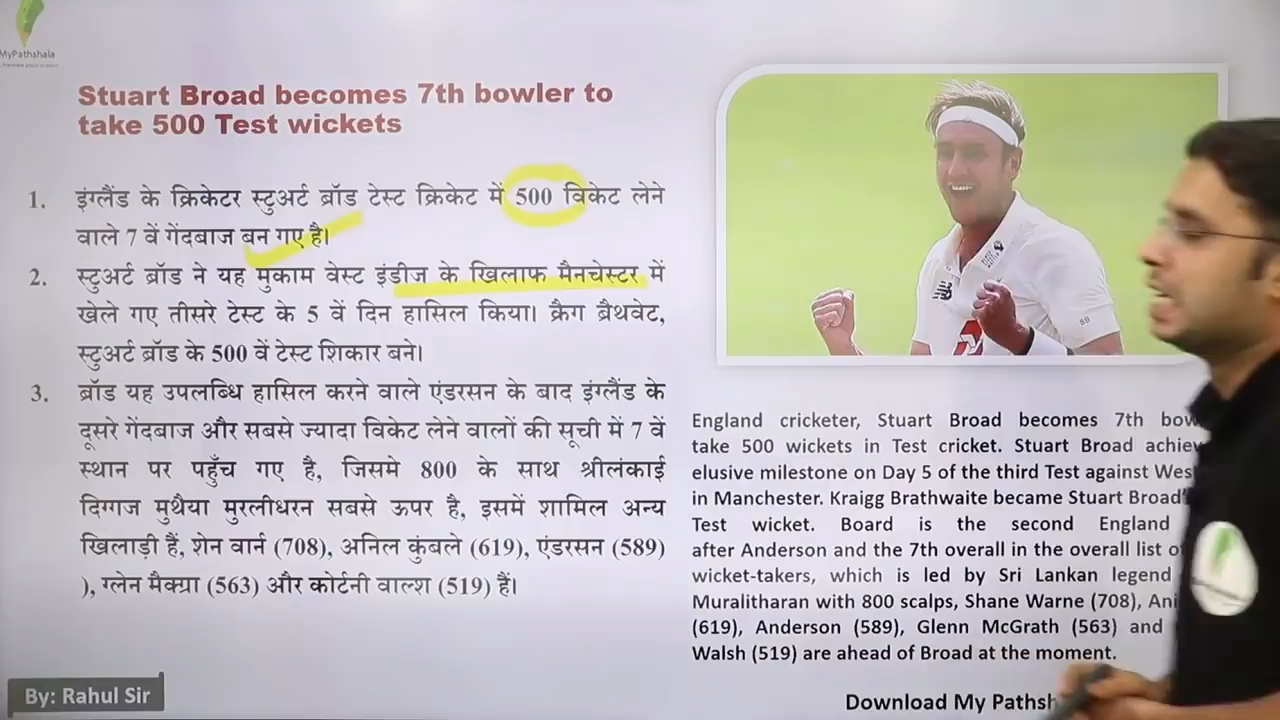 MyPathshala
Stuart Broad becomes 7th bowler to
take 500 Test wickets
1. इंग्लैंड के क्रिकेटर स्टुअर्ट ब्रॉड टेस्ट क्रिकेट में 500 विकेट लेने
वाले 7 वें गेंदबाज बन गए है।
2. स्टुअर्ट ब्रॉड ने यह मुकाम वेस्ट इंडीज के खिलाफ मैनचेस्टर में
खेले गए तीसरे टेस्ट के 5 वें दिन हासिल किया। क्रैग ब्रैथवेट,
स्टुअर्ट ब्रॉड के 500 वें टेस्ट शिकार बने।
3. ब्रॉड यह उपलब्धि हासिल करने वाले एंडरसन के बाद इंग्लैंड के
दूसरे गेंदबाज और सबसे ज्यादा विकेट लेने वालों की सूची में 7 वें
स्थान पर पहुँच गए है, जिसमे 800 के साथ श्रीलंकाई
दिग्गज मुथैया मुरलीधरन सबसे ऊपर है, इसमें शामिल अन्य
खिलाड़ी हैं, शेन वार्न (708), अनिल कुंबले (619), एंडरसन (589)
), ग्लेन मैक्ग्रा (563) और कोर्टनी वाल्श (519) हैं।
England cricketer, Stuart Broad becomes 7th bow
take 500 wickets in Test cricket. Stuart Broad achiev
elusive milestone on Day 5 of the third Test against Wes
in Manchester. Kraigg Brathwaite became Stuart Broad'
Test wicket. Board is the second England
after Anderson and the 7th overall in the overall list o
wicket-takers, which is led by Sri Lankan legend
Muralitharan with 800 scalps, Shane Warne (708), Ani
(619), Anderson (589), Glenn McGrath (563) and
Walsh (519) are ahead of Broad at the moment.
By: Rahul Sir
Download My Pathsh